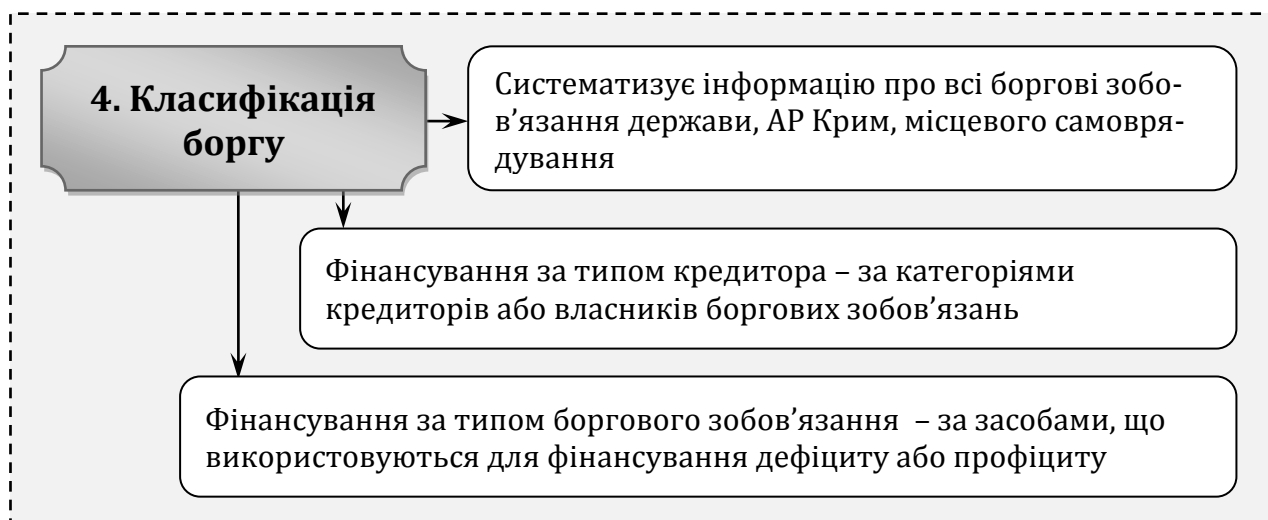 4. Класифікація
боргу
Систематизує інформацію про всі боргові зобо-
в’язання держави, АР Крим, місцевого самовря-
дування
Фінансування за типом кредитора – за категоріями
кредиторів або власників боргових зобов’язань
Фінансування за типом боргового зобов’язання – за засобами, що
використовуються для фінансування дефіциту або профіциту